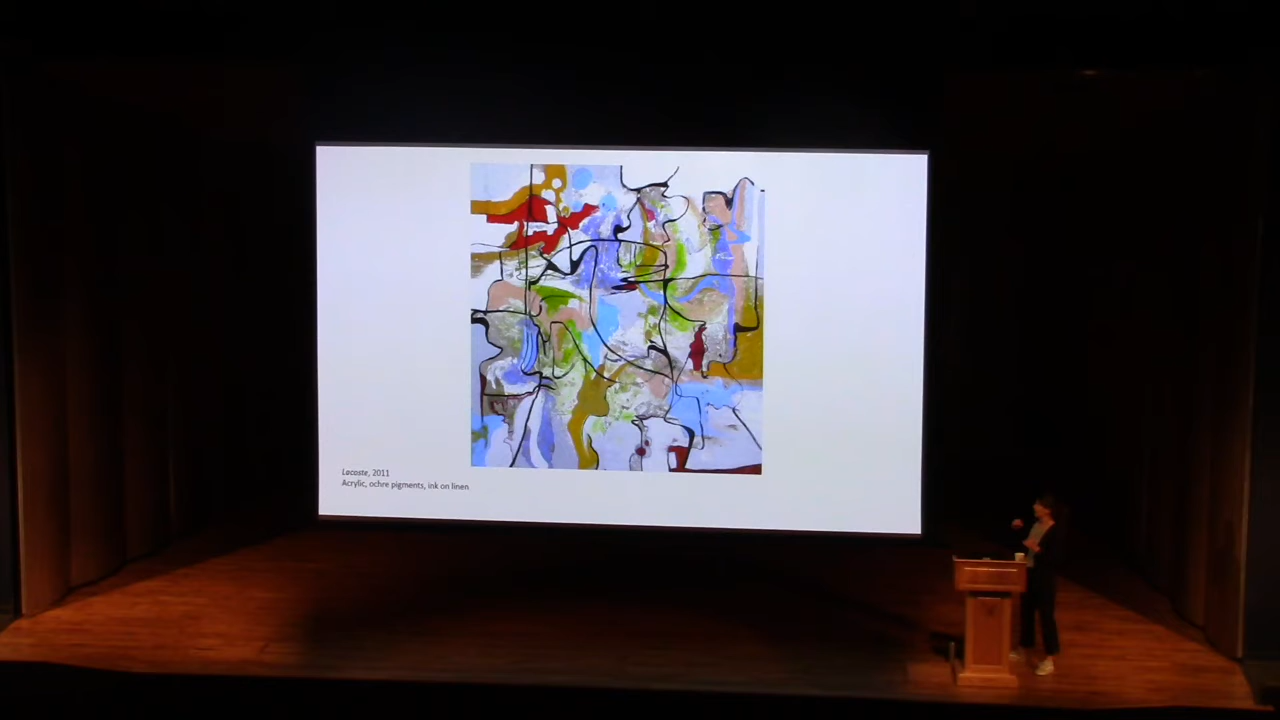 Lacoste, 2011
Acrylic, ochre pigments, ink on linen